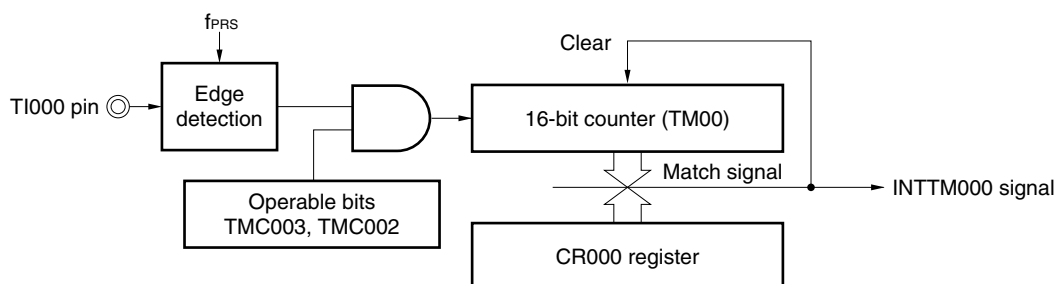 fPRS
Clear
TI000 pin
Edge
detection
16-bit counter (TM00)
Match signal
INTTM000 signal
Operable bits
TMC003, TMC002
CR000 register